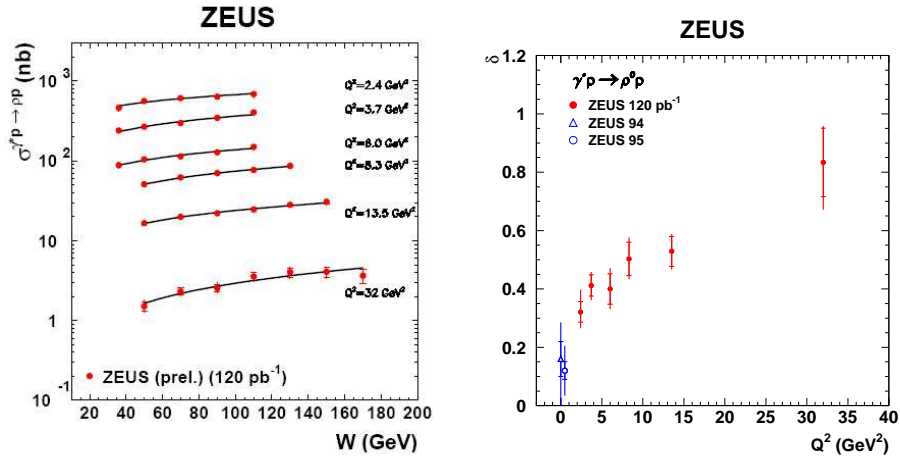 ZEUS
σ^γ*p → ρp (nb)
10³
10²
10
1
10⁻¹
Q²=2.4 GeV²
Q²=3.7 GeV²
Q²=6.0 GeV²
Q²=8.3 GeV²
Q²=13.5 GeV²
Q²=32 GeV²
ZEUS (prel.) (120 pb⁻¹)
20 40 60 80 100 120 140 160 180 200
W (GeV)
ZEUS
δ
1.2
1
0.8
0.6
0.4
0.2
0
γ*p → ρ⁰p
ZEUS 120 pb⁻¹
ZEUS 94
ZEUS 95
0 5 10 15 20 25 30 35 40
Q² (GeV²)